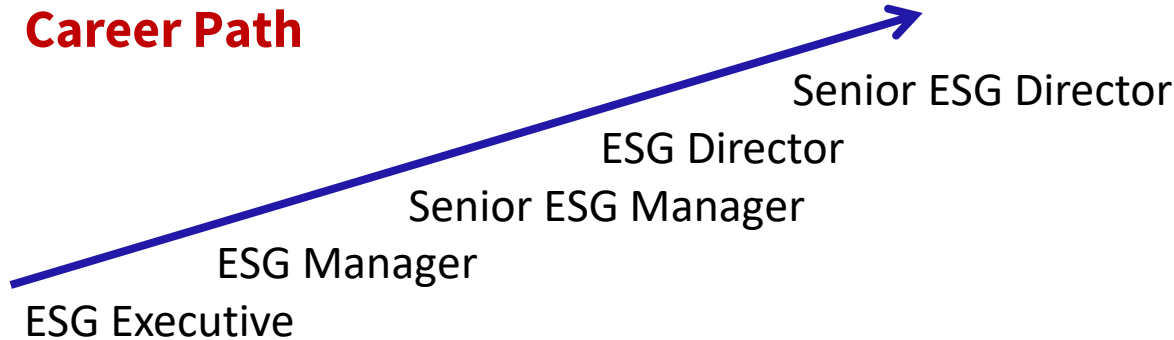 Career Path
Senior ESG Director
ESG Director
Senior ESG Manager
ESG Manager
ESG Executive